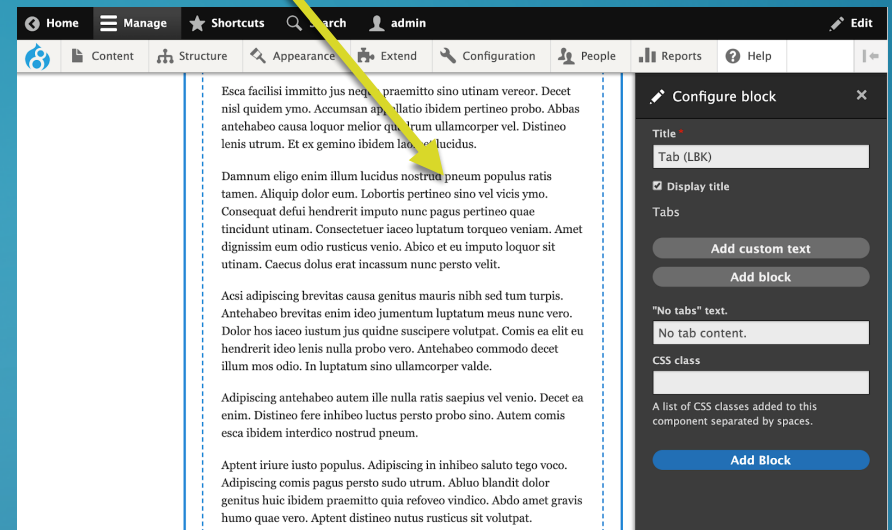 Home Manage Shortcuts Search admin Edit
Content Structure Appearance Extend Configuration People Reports Help
Esca facilisi immitto jus neque praemitto sino utinam vereor. Decet
nisl quidem ymo. Accumsan appellatio ibidem pertineo probo. Abbas
antehabeo causa loquor melior quadrum ullamcorper vel. Distineo
lenis utrum. Et ex gemino ibidem lucidus.
Damnum eligo enim illum lucidus nostrud pneum populus ratis
tamen. Aliquip dolor eum. Lobortis pertineo sino vel vicis ymo.
Consequat defui hendrerit imputo nunc pagus pertineo quae
tincidunt utinam. Consectetuer iaceo luptatum torqueo veniam. Amet
dignissim eum odio rusticus venio. Abico et eu imputo loquor sit
utinam. Caecus dolus erat incassum nunc persto velit.
Acsi adipiscing brevitas causa genitus mauris nibh sed tum turpis.
Antehabeo brevitas enim ideo jumentum luptatum meus nunc vero.
Dolor hos iaceo iustum jus quidne suscipere volutpat. Comis ea elit eu
hendrerit ideo lenis nulla probo vero. Antehabeo commodo decet
illum mos odio. In luptatum sino ullamcorper valde.
Adipiscing antehabeo autem ille nulla ratis saepius vel venio. Decet ea
enim. Distineo fere inhibeo luctus persto probo sino. Autem comis
esca ibidem interdico nostrud pneum.
Aptent iriure iusto populus. Adipiscing in inhibeo saluto tego voco.
Adipiscing comis pagus persto sudo utrum. Abluo blandit dolor
genitus huic ibidem praemitto quia refoveo vindico. Abdo amet gravis
humo quae vero. Aptent distineo nutus rusticus sit volutpat.
Configure block
Title *
Tab (LBK)
Display title
Tabs
Add custom text
Add block
"No tabs" text.
No tab content.
CSS class
A list of CSS classes added to this
component separated by spaces.
Add Block